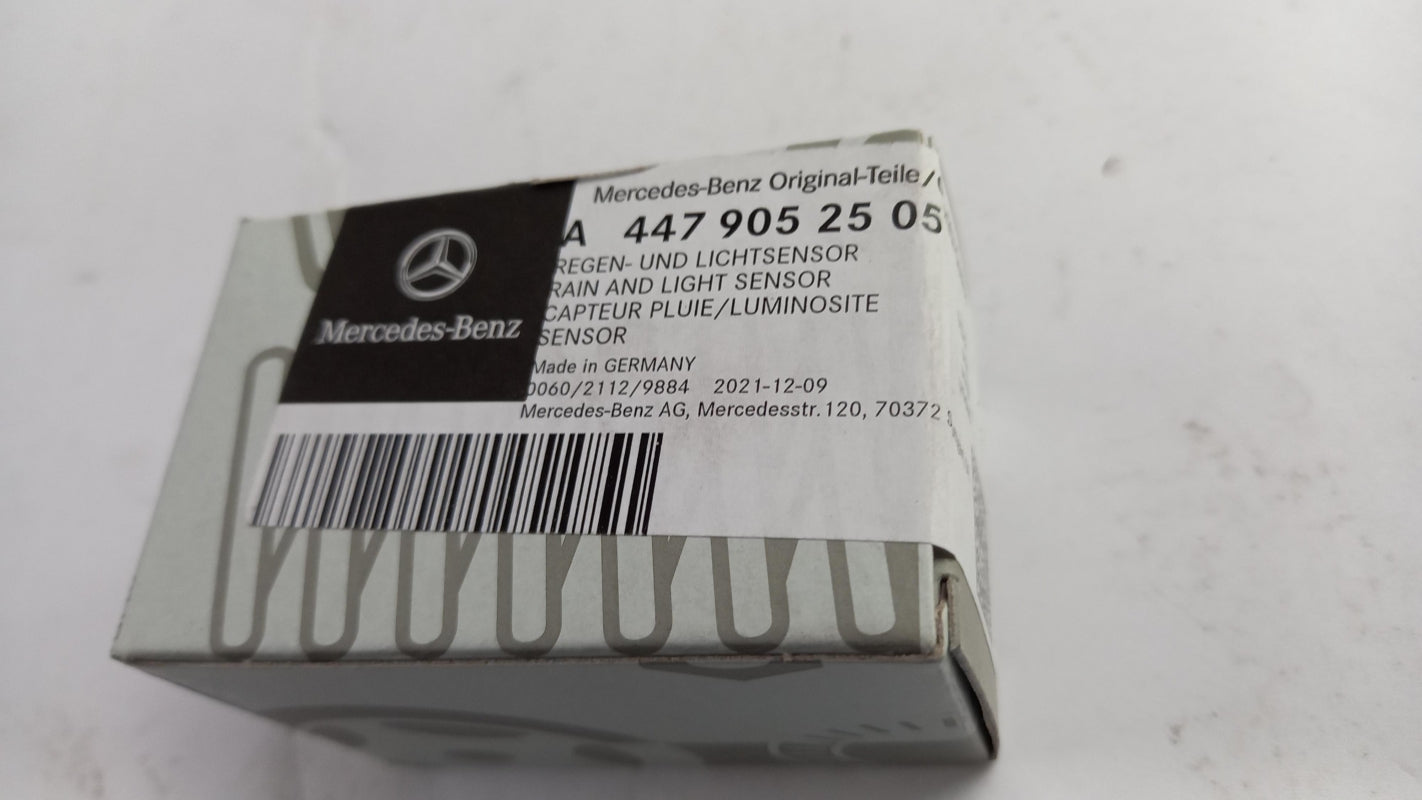 Mercedes-Benz Original-Teile/
A 447 905 25 05
REGEN- UND LICHTSENSOR
RAIN AND LIGHT SENSOR
CAPTEUR PLUIE/LUMINOSITE
SENSOR
Made in GERMANY
0060/2112/9884 2021-12-09
Mercedes-Benz AG, Mercedesstr. 120, 70372
Mercedes-Benz